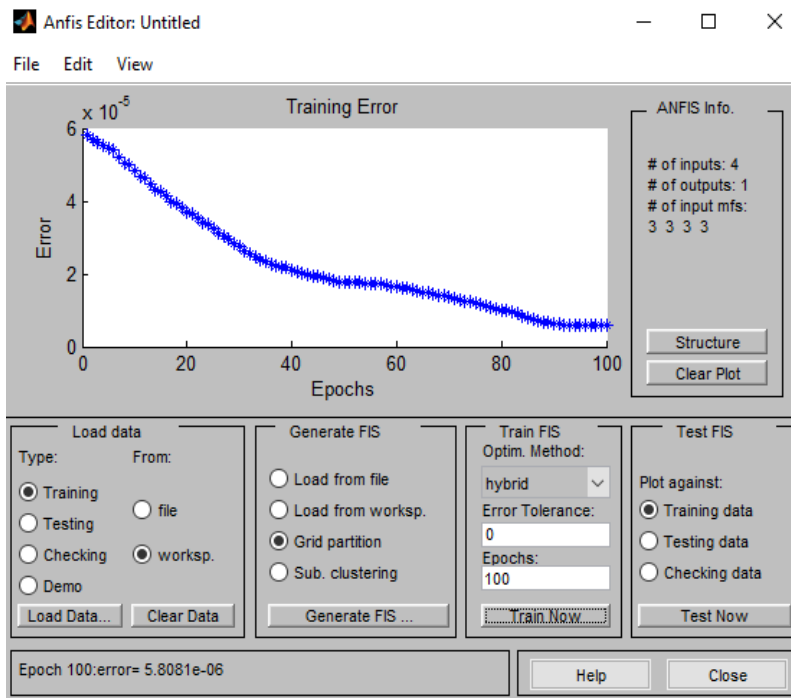 Anfis Editor: Untitled
File Edit View
x 10^-5
Training Error
6
4
2
0
Error
0 20 40 60 80 100
Epochs
ANFIS Info.
# of inputs: 4
# of outputs: 1
# of input mfs:
3 3 3 3
Structure
Clear Plot
Load data
Type: From:
Training
Testing
Checking
Demo
file
worksp.
Load Data... Clear Data
Generate FIS
Load from file
Load from worksp.
Grid partition
Sub. clustering
Generate FIS ...
Train FIS
Optim. Method:
hybrid
Error Tolerance:
0
Epochs:
100
Train Now
Test FIS
Plot against:
Training data
Testing data
Checking data
Test Now
Epoch 100:error= 5.8081e-06
Help Close